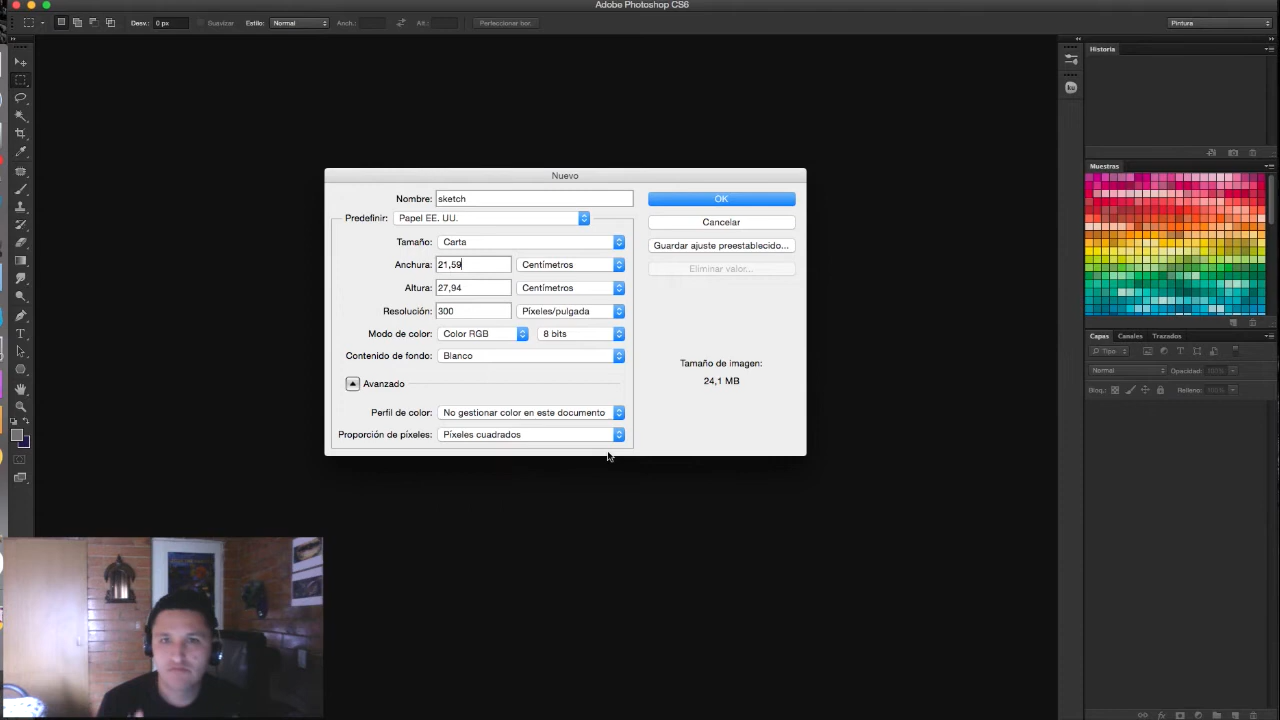 Adobe Photoshop CS6
Desv.: 0 px Suavizar Estilo: Normal Anch.: Alt.: Perfeccionar bor... Pintura
Historia
Nuevo
Nombre: sketch OK
Predefinir: Papel EE. UU. Cancelar
Tamaño: Carta Guardar ajuste preestablecido...
Anchura: 21,59 Centímetros Eliminar valor...
Altura: 27,94 Centímetros
Resolución: 300 Píxeles/pulgada
Modo de color: Color RGB 8 bits
Contenido de fondo: Blanco
Tamaño de imagen:
24,1 MB
Avanzado
Perfil de color: No gestionar color en este documento
Proporción de píxeles: Píxeles cuadrados
Muestras
Capas Canales Trazados
Tipo
Normal Opacidad: 100%
Bloq.: Relleno: 100%